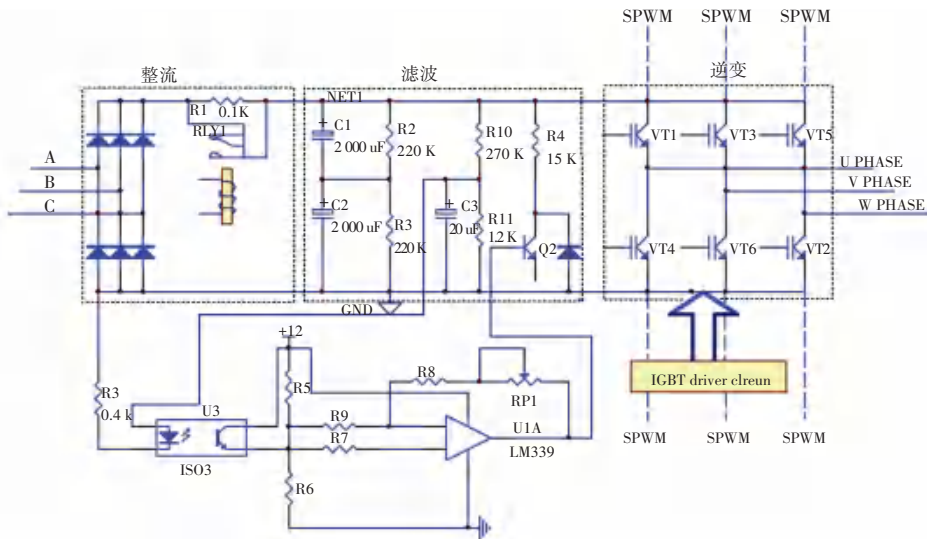 SPWM SPWM SPWM
整流 滤波 逆变
R1 0.1K
RLY1
NET1
C1
2 000 uF
R2
220 K
R10
270 K
R4
15 K
VT1 VT3 VT5
A
B
C
U PHASE
V PHASE
W PHASE
C2
2 000 uF
R3
220 K
C3
20 uF
R11
12 K
Q2
VT4 VT6 VT2
GND
+12
R3
0.4 k
U3
ISO3
R5
R8
RP1
R9
R7
U1A
LM339
R6
IGBT driver clreun
SPWM SPWM SPWM